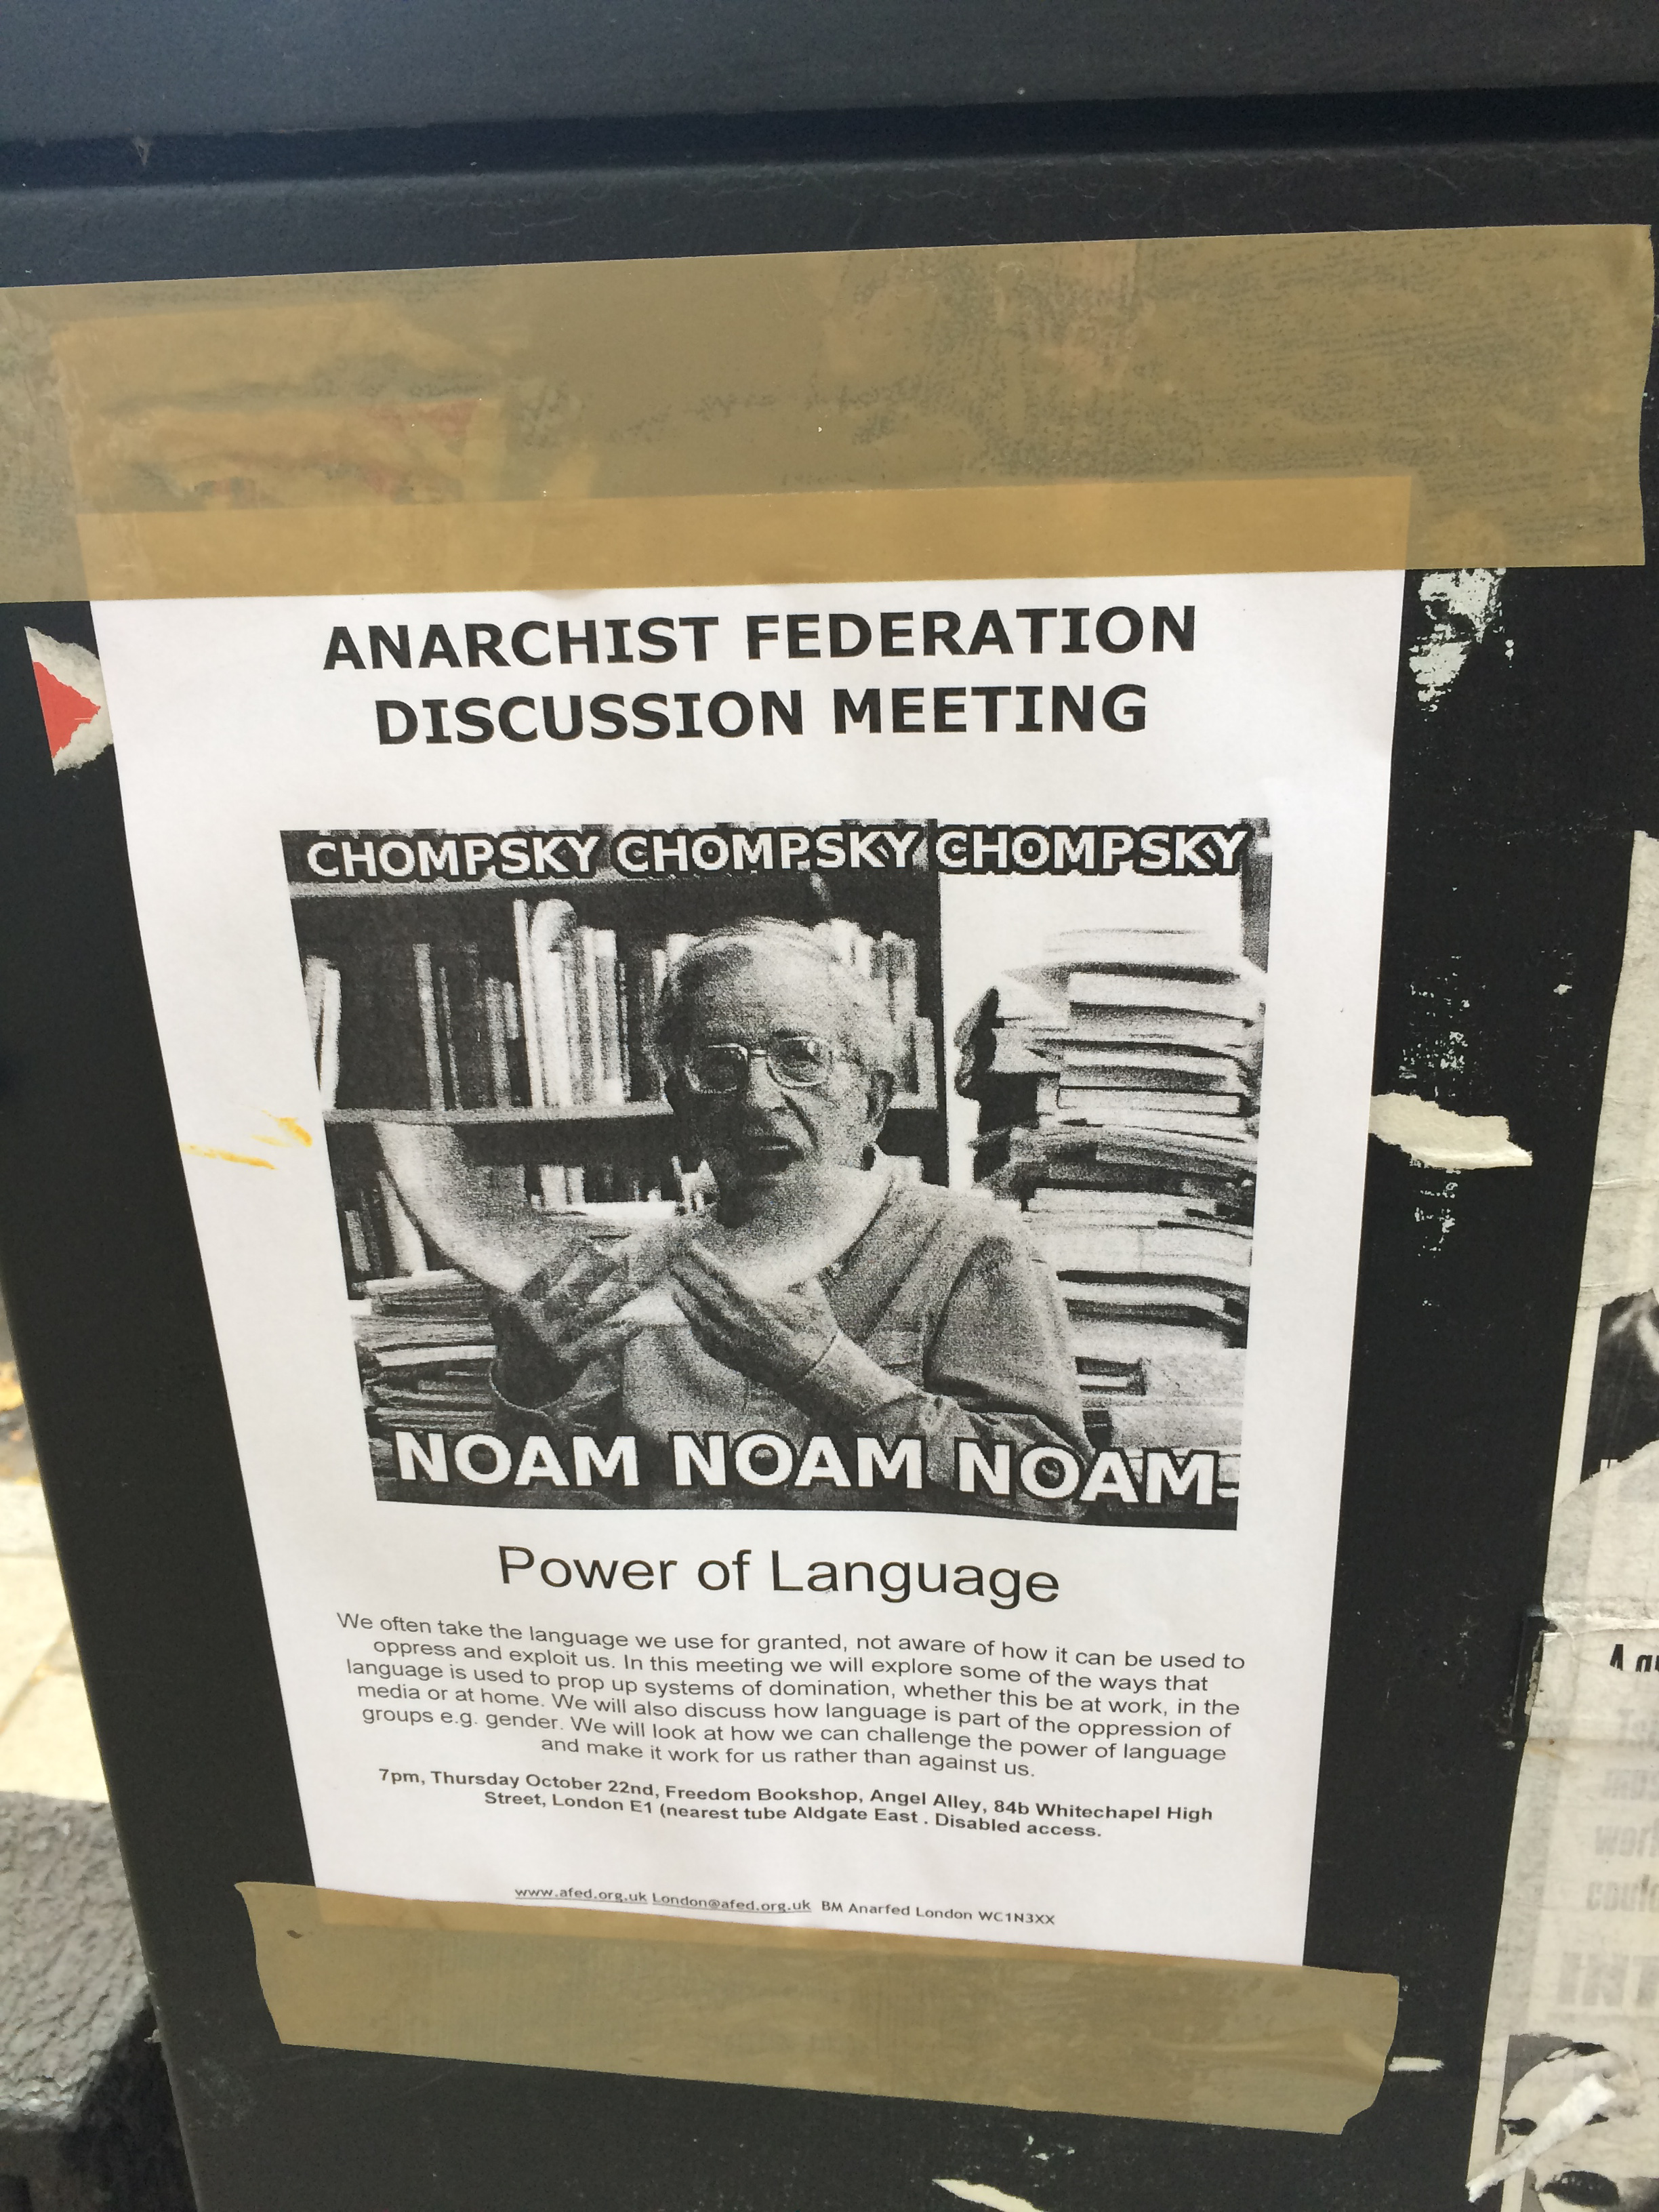 ANARCHIST FEDERATION
DISCUSSION MEETING
CHOMPSKY CHOMPSKY CHOMPSKY
NOAM NOAM NOAM-
Power of Language
We often take the language we use for granted, not aware of how it can be used to
oppress and exploit us. In this meeting we will explore some of the ways that
language is used to prop up systems of domination, whether this be at work, in the
media or at home. We will also discuss how language is part of the oppression of
groups e.g. gender. We will look at how we can challenge the power of language
and make it work for us rather than against us.
7pm, Thursday October 22nd, Freedom Bookshop, Angel Alley, 84b Whitechapel High
Street, London E1 (nearest tube Aldgate East . Disabled access.
www.afed.org.uk London@afed.org.uk BM Anarfed London WC1N3XX